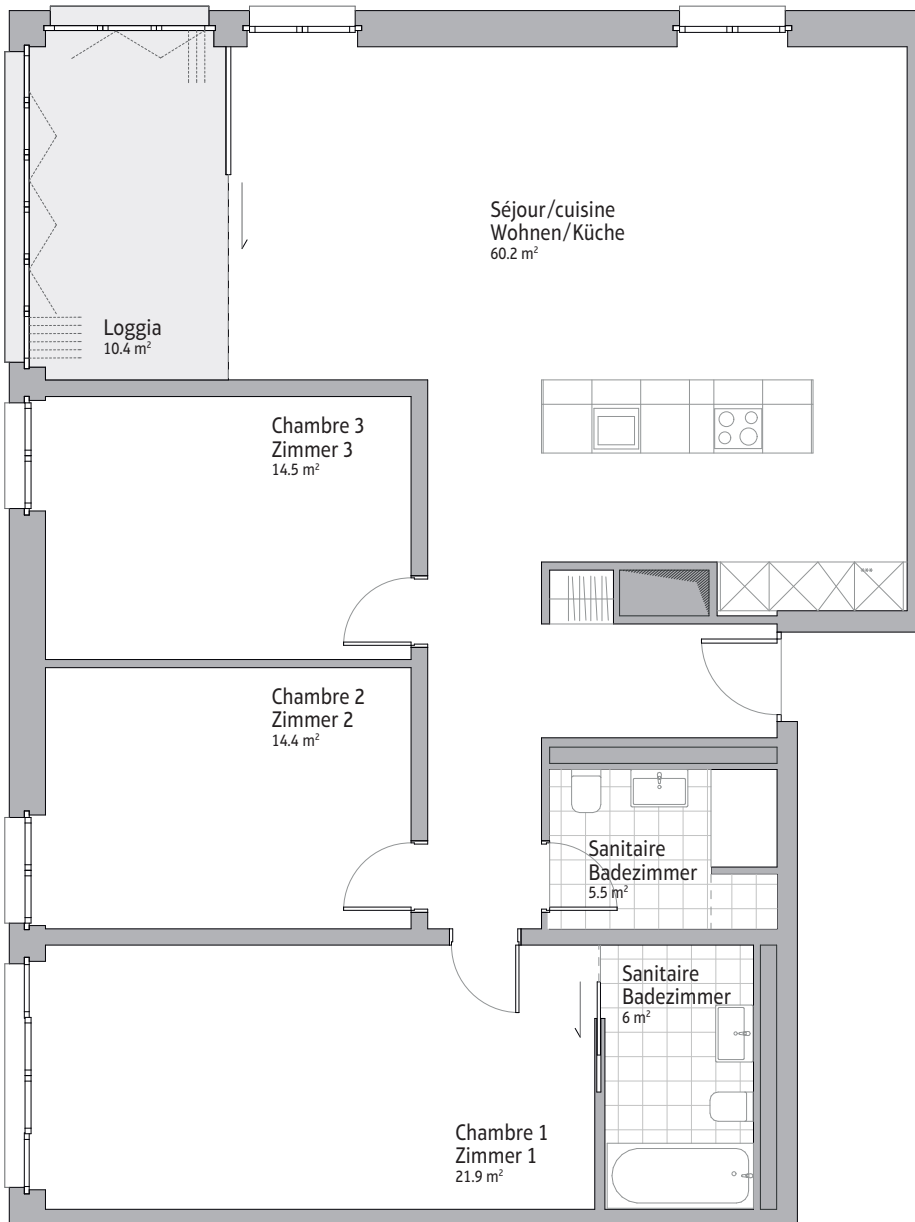 Séjour/cuisine
Wohnen/Küche
60.2 m²
Loggia
10.4 m²
Chambre 3
Zimmer 3
14.5 m²
Chambre 2
Zimmer 2
14.4 m²
Sanitaire
Badezimmer
5.5 m²
Sanitaire
Badezimmer
6 m²
Chambre 1
Zimmer 1
21.9 m²